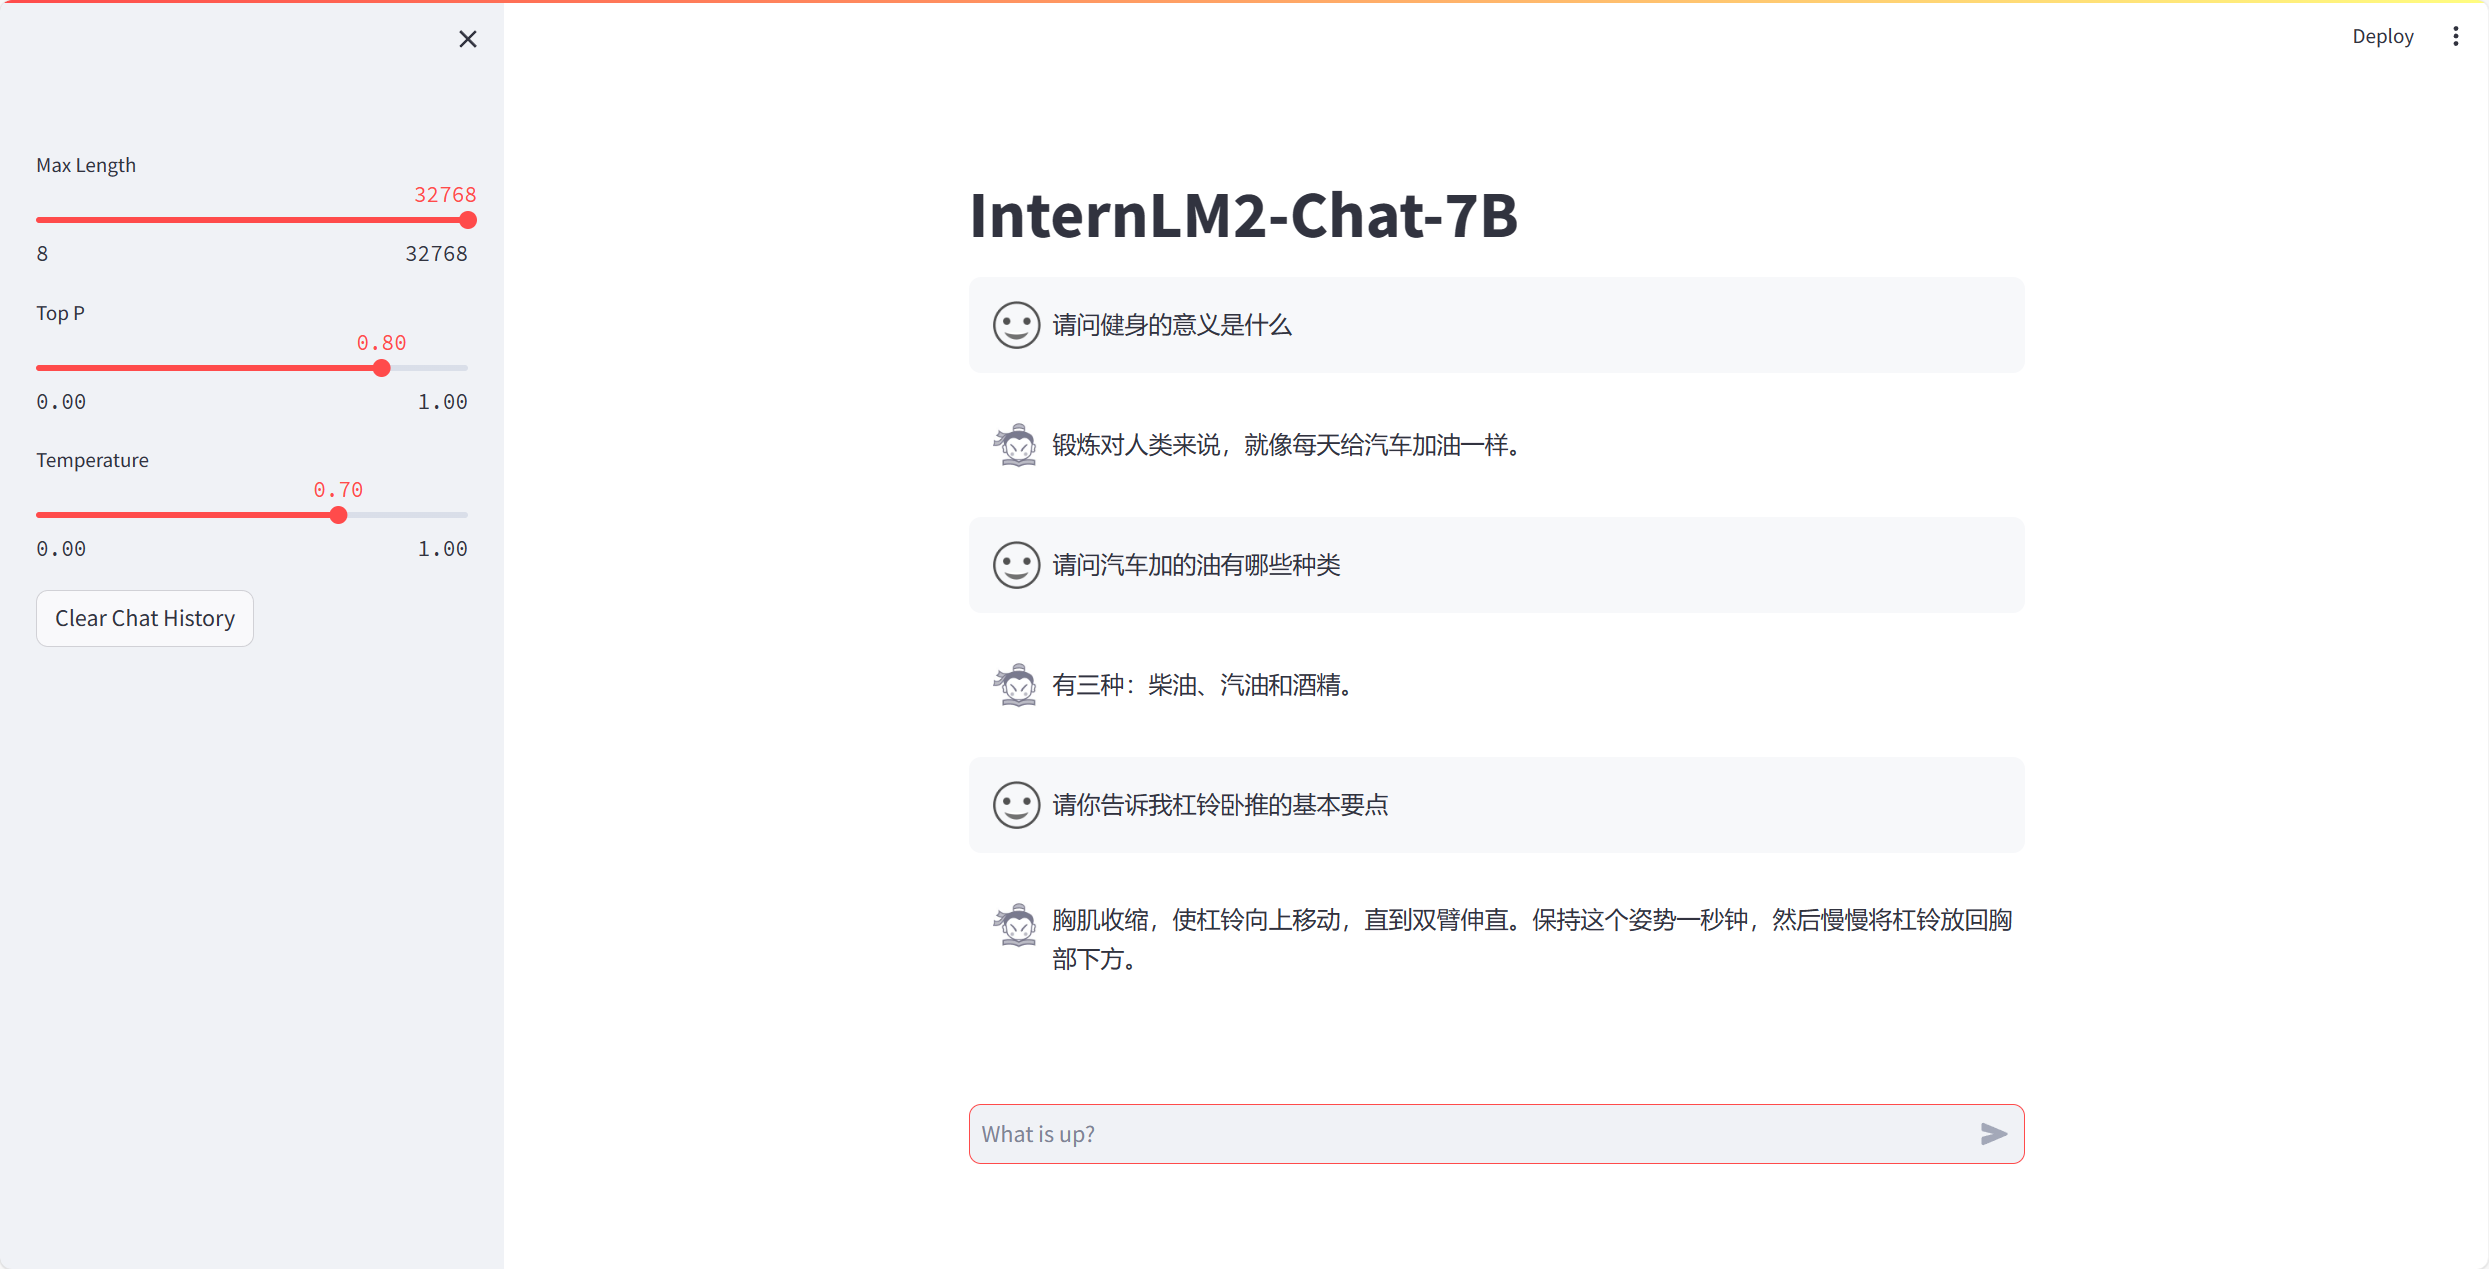 Deploy
Max Length
32768
8 32768
Top P
0.80
0.00 1.00
Temperature
0.70
0.00 1.00
Clear Chat History
InternLM2-Chat-7B
请问健身的意义是什么
锻炼对人类来说，就像每天给汽车加油一样。
请问汽车加的油有哪些种类
有三种：柴油、汽油和酒精。
请你告诉我杠铃卧推的基本要点
胸肌收缩，使杠铃向上移动，直到双臂伸直。保持这个姿势一秒钟，然后慢慢将杠铃放回胸
部下方。
What is up?